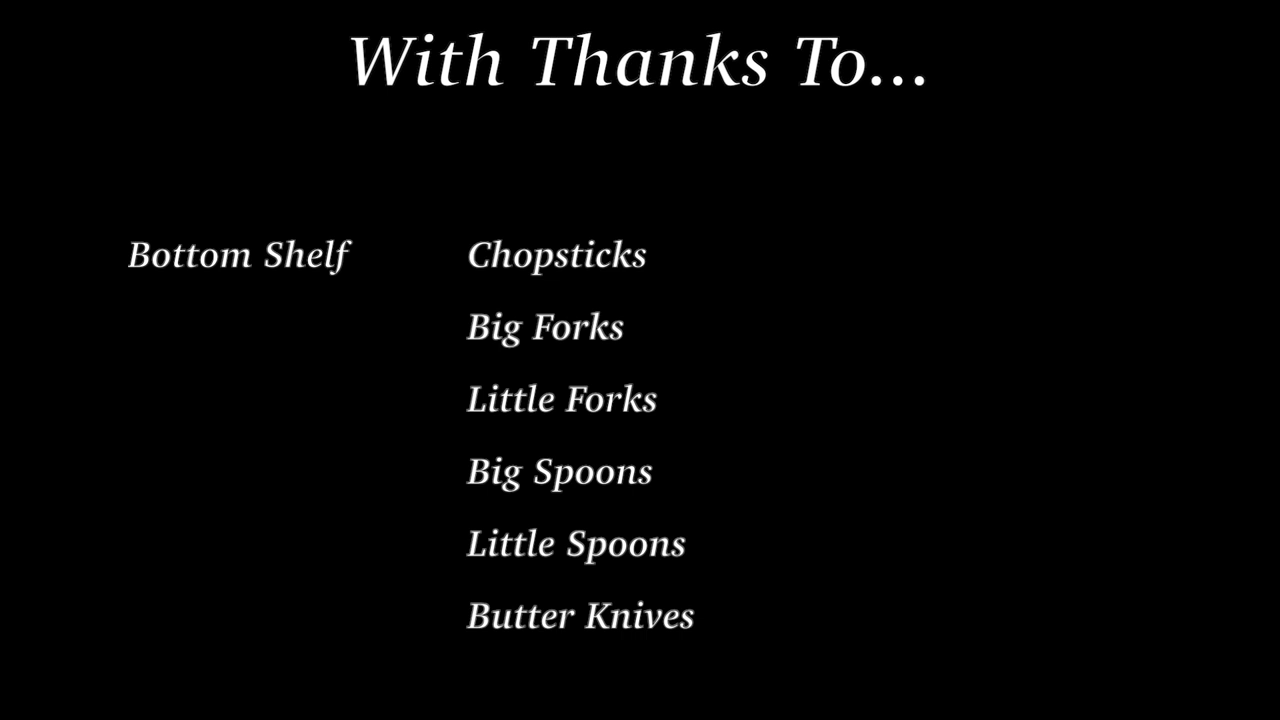 With Thanks To...
Bottom Shelf Chopsticks
Big Forks
Little Forks
Big Spoons
Little Spoons
Butter Knives